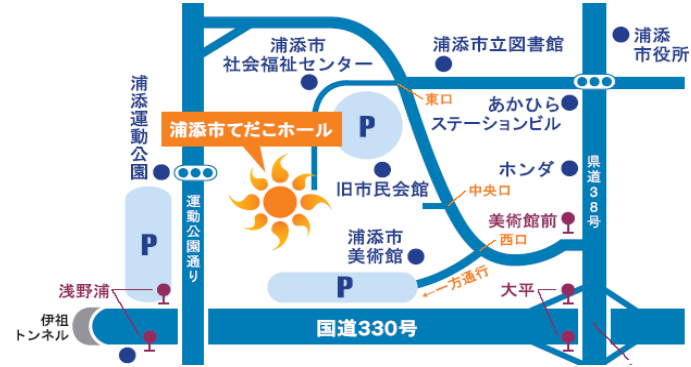 浦添市
社会福祉センター
浦添市立図書館
浦添
市役所
浦添運動公園
東口
あかひら
ステーションビル
P
浦添市てだこホール
旧市民会館
中央口
ホンダ
県道38号
運動公園通り
美術館前
浦添市
美術館
西口
P
P
一方通行
浅野浦
大平
伊祖
トンネル
国道330号